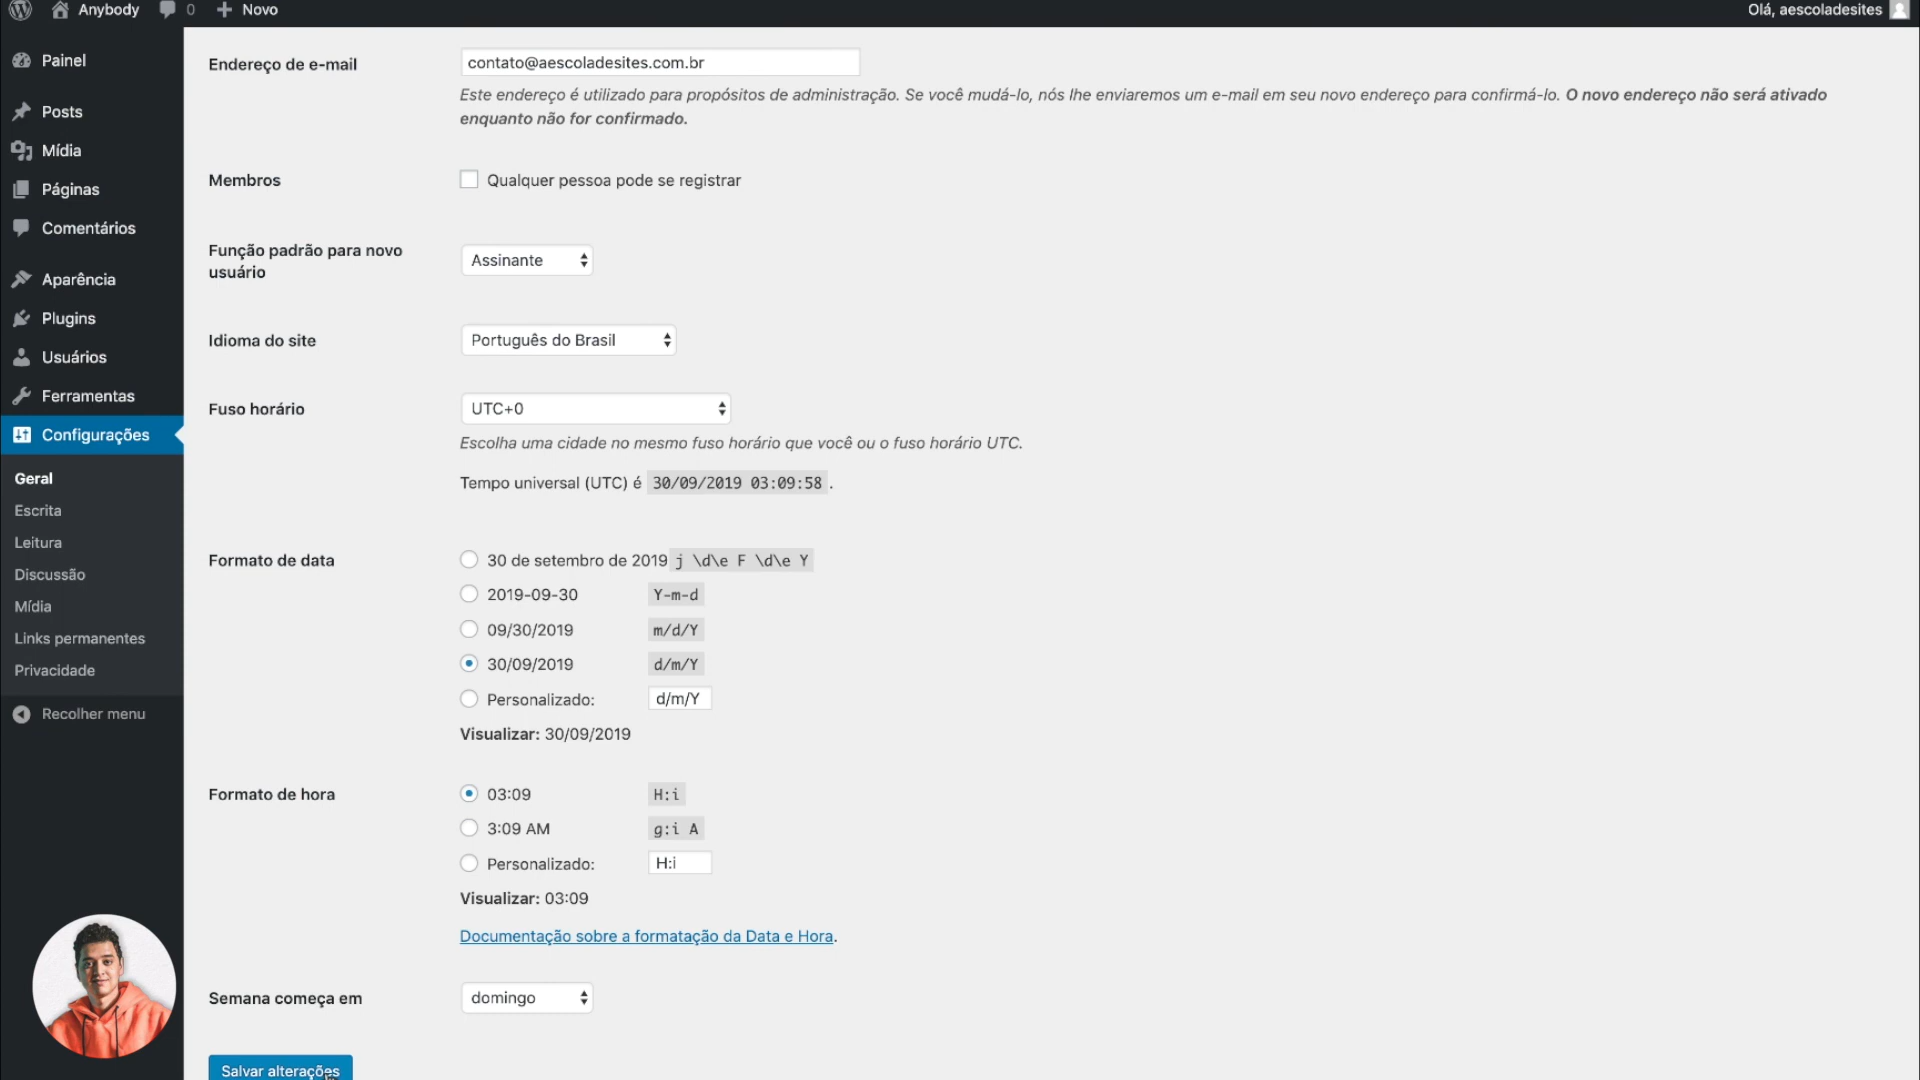 Anybody 0 Novo Olá, aescoladesites
Painel
Posts
Mídia
Páginas
Comentários
Aparência
Plugins
Usuários
Ferramentas
Configurações
Geral
Escrita
Leitura
Discussão
Mídia
Links permanentes
Privacidade
Recolher menu
Endereço de e-mail contato@aescoladesites.com.br
Este endereço é utilizado para propósitos de administração. Se você mudá-lo, nós lhe enviaremos um e-mail em seu novo endereço para confirmá-lo. O novo endereço não será ativado
enquanto não for confirmado.
Membros Qualquer pessoa pode se registrar
Função padrão para novo
usuário
Assinante
Idioma do site Português do Brasil
Fuso horário UTC+0
Escolha uma cidade no mesmo fuso horário que você ou o fuso horário UTC.
Tempo universal (UTC) é 30/09/2019 03:09:58 .
Formato de data 30 de setembro de 2019 j \d\e F \d\e Y
2019-09-30 Y-m-d
09/30/2019 m/d/Y
30/09/2019 d/m/Y
Personalizado: d/m/Y
Visualizar: 30/09/2019
Formato de hora 03:09 H:i
3:09 AM g:i A
Personalizado: H:i
Visualizar: 03:09
Documentação sobre a formatação da Data e Hora.
Semana começa em domingo
Salvar alterações